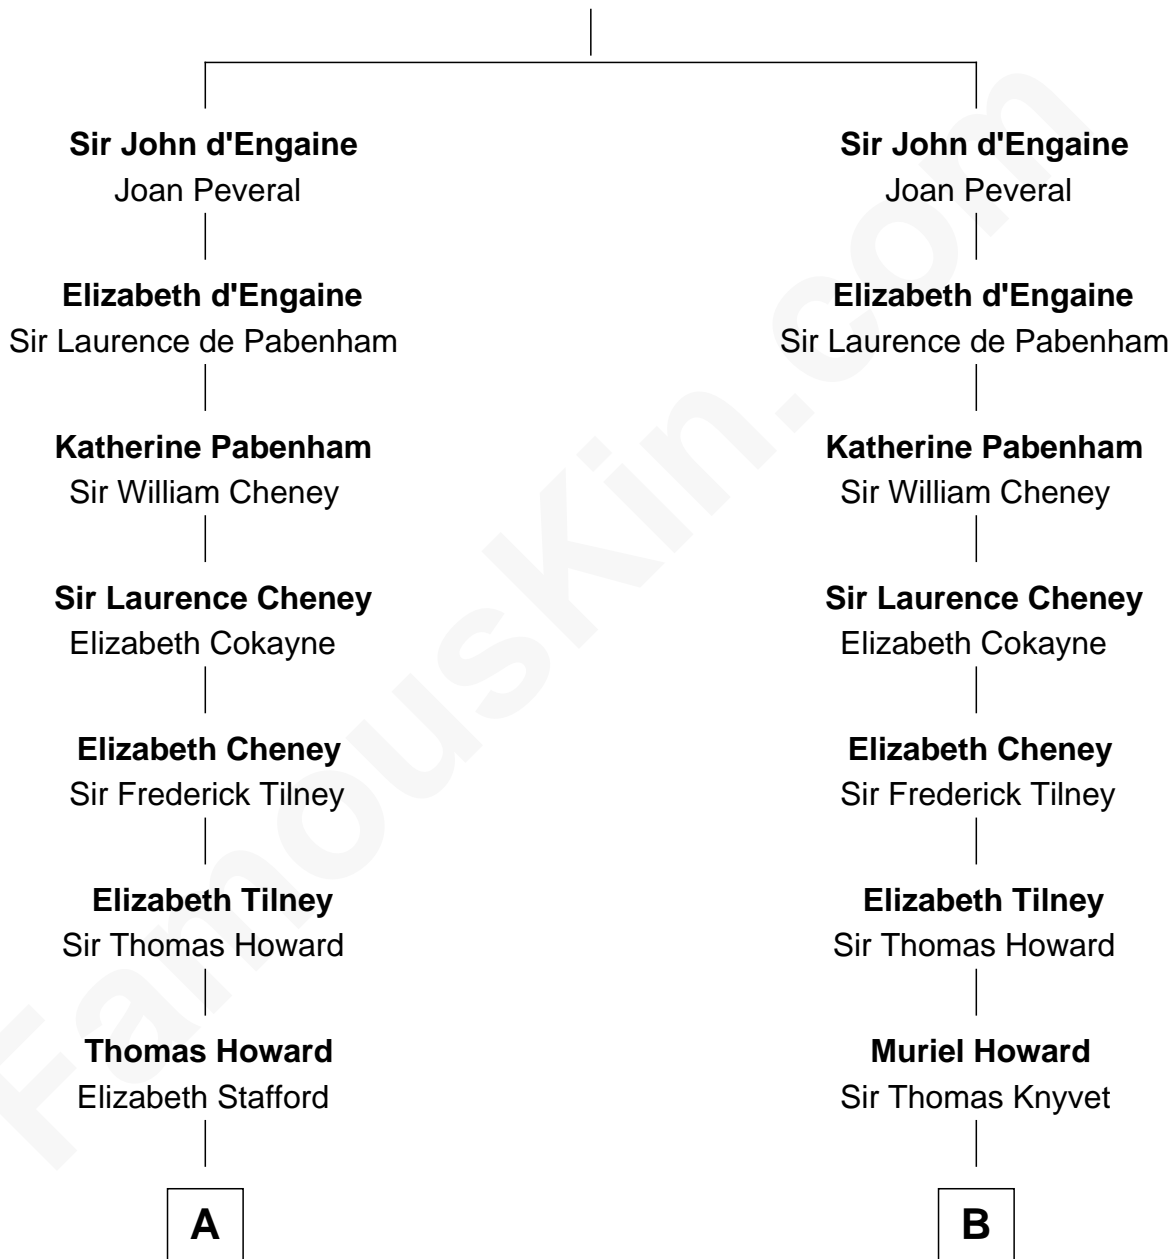 Sir John d'Engaine
Joan Peveral
Elizabeth d'Engaine
Sir Laurence de Pabenham
Katherine Pabenham
Sir William Cheney
Sir Laurence Cheney
Elizabeth Cokayne
Elizabeth Cheney
Sir Frederick Tilney
Elizabeth Tilney
Sir Thomas Howard
Thomas Howard
Elizabeth Stafford
A
Sir John d'Engaine
Joan Peveral
Elizabeth d'Engaine
Sir Laurence de Pabenham
Katherine Pabenham
Sir William Cheney
Sir Laurence Cheney
Elizabeth Cokayne
Elizabeth Cheney
Sir Frederick Tilney
Elizabeth Tilney
Sir Thomas Howard
Muriel Howard
Sir Thomas Knyvet
B
FamousKin.com